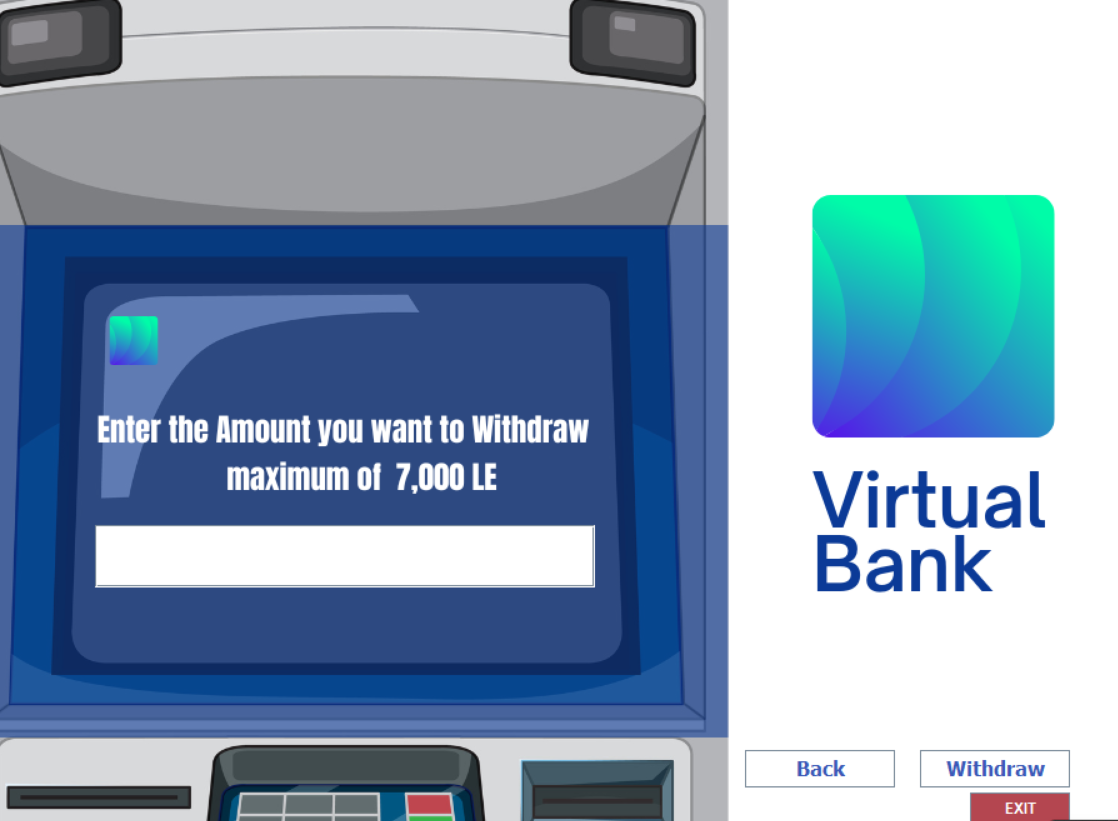 Enter the Amount you want to Withdraw
maximum of 7,000 LE
Virtual
Bank
Back
Withdraw
EXIT